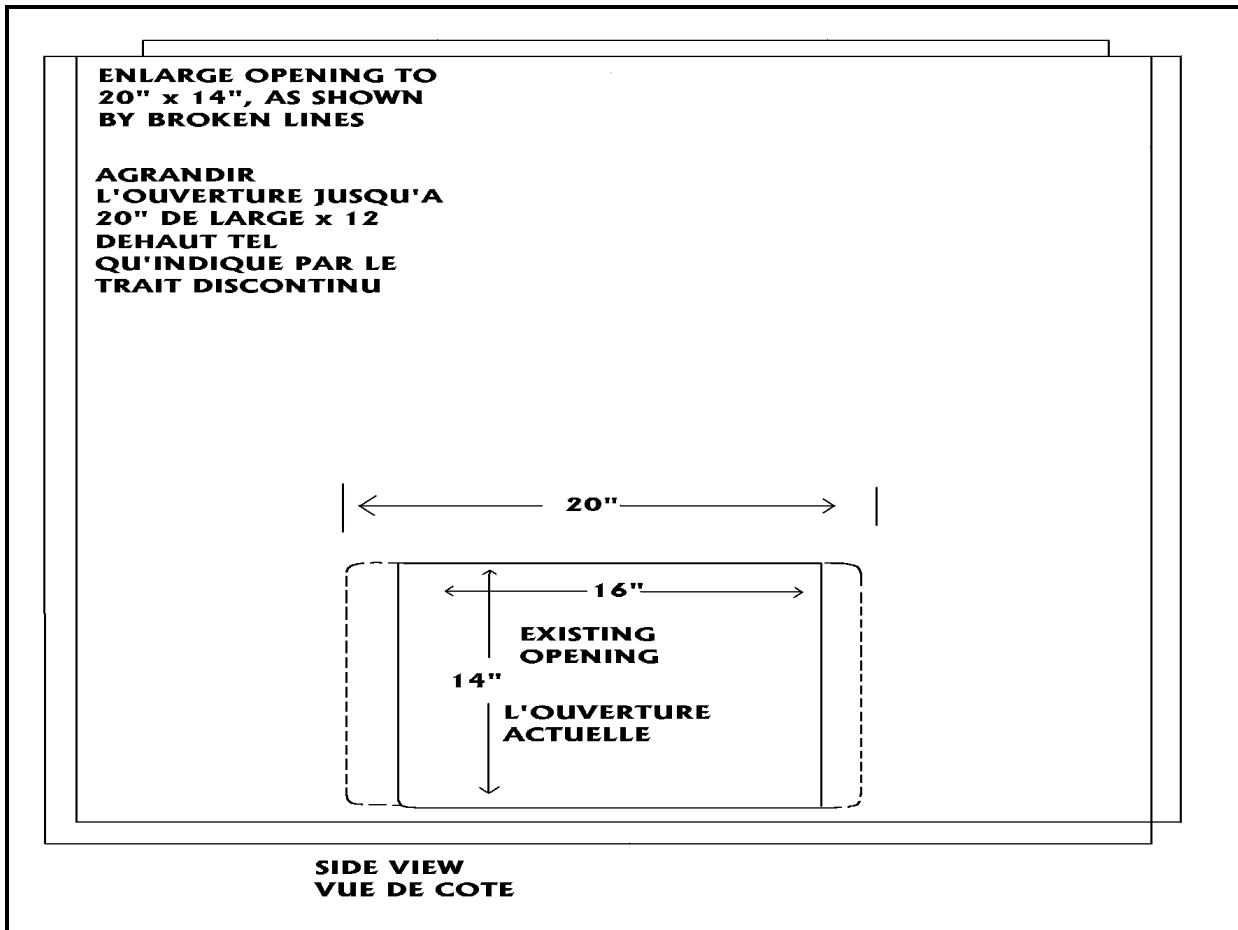 ENLARGE OPENING TO
20" x 14", AS SHOWN
BY BROKEN LINES
AGRANDIR
L'OUVERTURE JUSQU'A
20" DE LARGE x 12
DEHAUT TEL
QU'INDIQUE PAR LE
TRAIT DISCONTINU
20"
16"
EXISTING
OPENING
14"
L'OUVERTURE
ACTUELLE
SIDE VIEW
VUE DE COTE